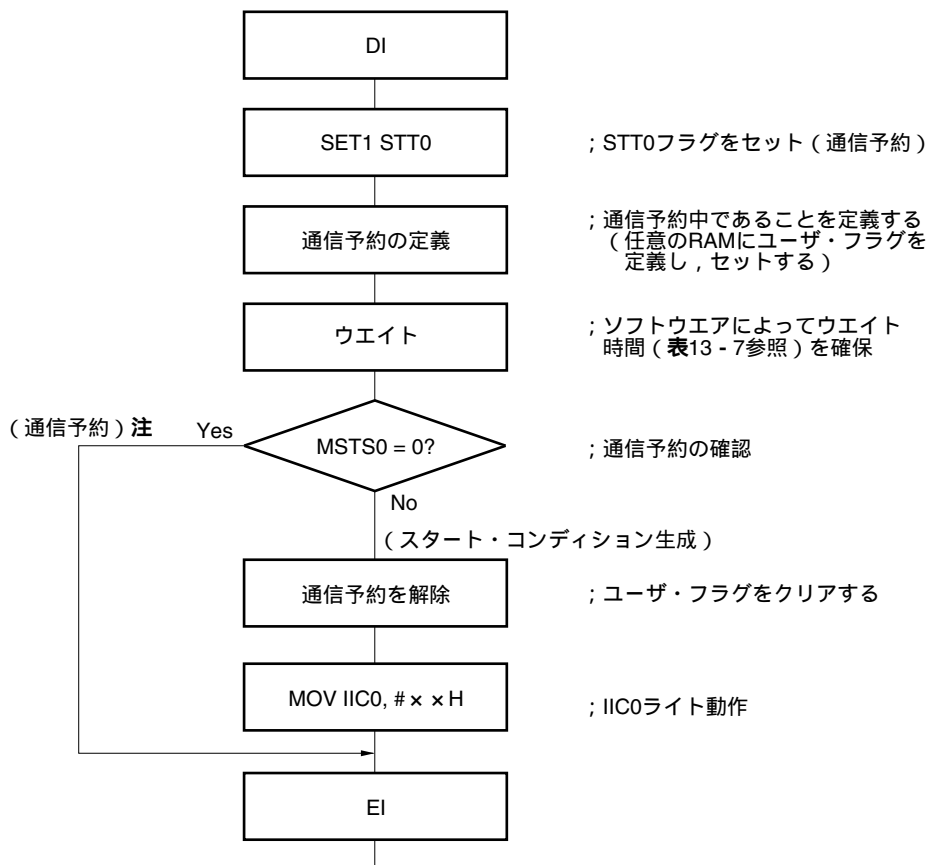 DI
SET1 STT0
；STT0フラグをセット（通信予約）
通信予約の定義
；通信予約中であることを定義する
（任意のRAMにユーザ・フラグを
定義し，セットする）
ウエイト
；ソフトウエアによってウエイト
時間（表13 - 7参照）を確保
（通信予約）注
Yes
MSTS0 = 0?
；通信予約の確認
No
（スタート・コンディション生成）
通信予約を解除
；ユーザ・フラグをクリアする
MOV IIC0, #××H
；IIC0ライト動作
EI